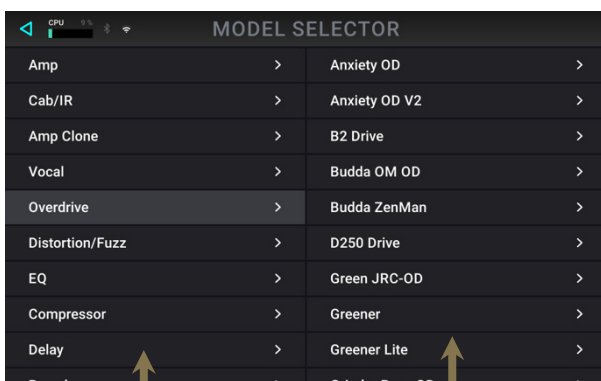 CPU 9%
MODEL SELECTOR
Amp > Anxiety OD >
Cab/IR > Anxiety OD V2 >
Amp Clone > B2 Drive >
Vocal > Budda OM OD >
Overdrive > Budda ZenMan >
Distortion/Fuzz > D250 Drive >
EQ > Green JRC-OD >
Compressor > Greener >
Delay > Greener Lite >